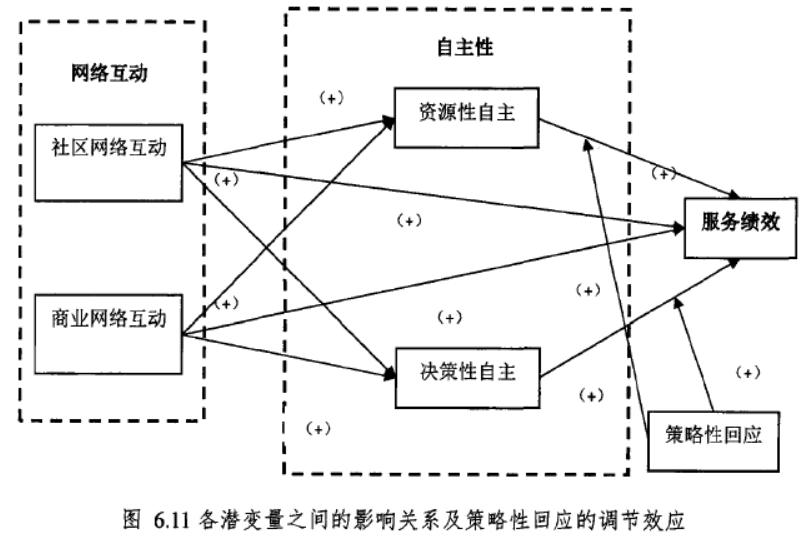 网络互动
自主性
社区网络互动
资源性自主
(+)
(+)
(+)
(+)
服务绩效
商业网络互动
(+)
(+)
(+)
决策性自主
(+)
(+)
(+)
策略性回应
图 6.11 各潜变量之间的影响关系及策略性回应的调节效应